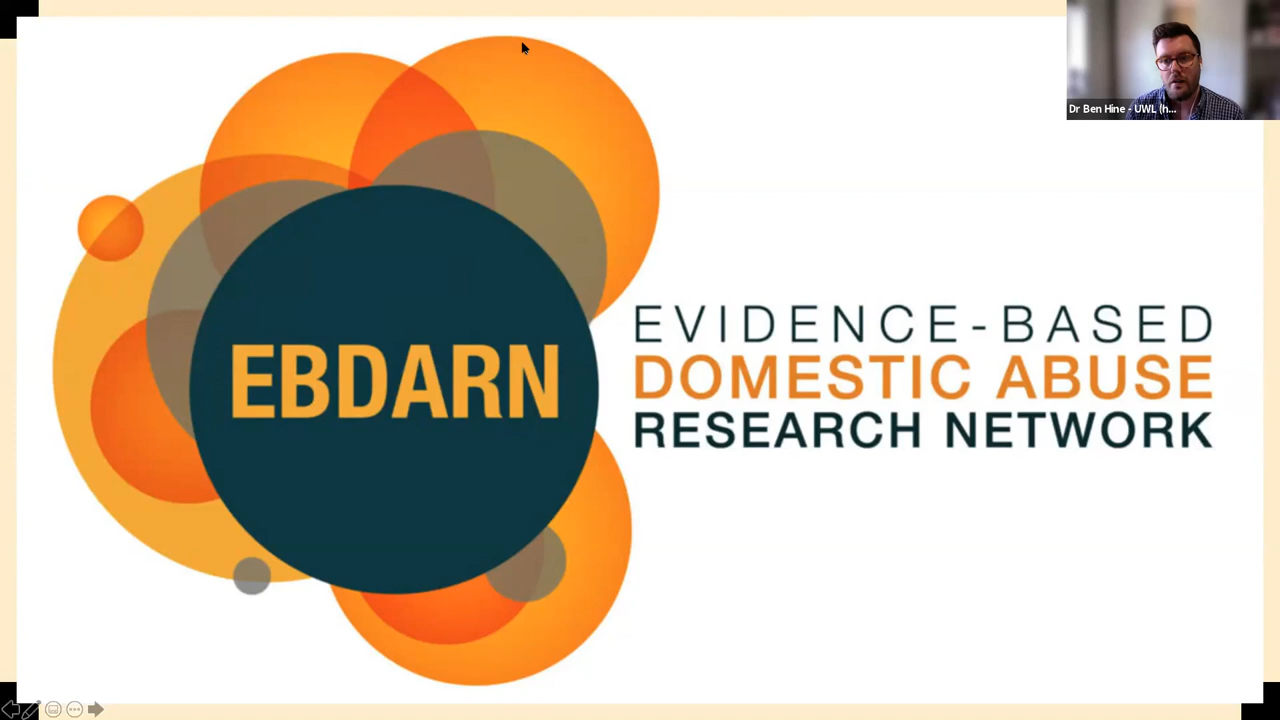 Dr Ben Hine - UWL (h...
EBDARN
EVIDENCE-BASED
DOMESTIC ABUSE
RESEARCH NETWORK